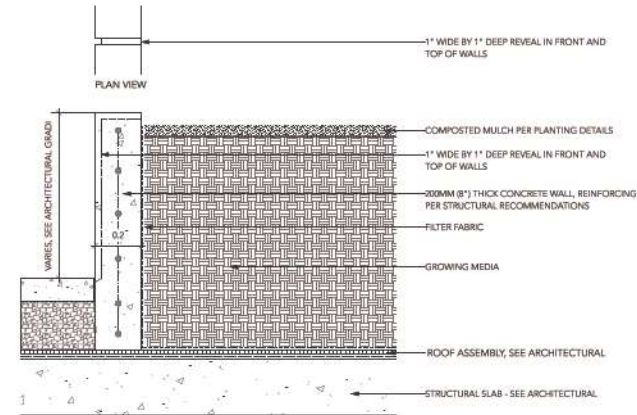 1" WIDE BY 1" DEEP REVEAL IN FRONT AND
TOP OF WALLS
PLAN VIEW
VARIES, SEE ARCHITECTURAL GRADI
COMPOSTED MULCH PER PLANTING DETAILS
1" WIDE BY 1" DEEP REVEAL IN FRONT AND
TOP OF WALLS
200MM (8") THICK CONCRETE WALL, REINFORCING
PER STRUCTURAL RECOMMENDATIONS
0.2
FILTER FABRIC
GROWING MEDIA
ROOF ASSEMBLY, SEE ARCHITECTURAL
STRUCTURAL SLAB - SEE ARCHITECTURAL